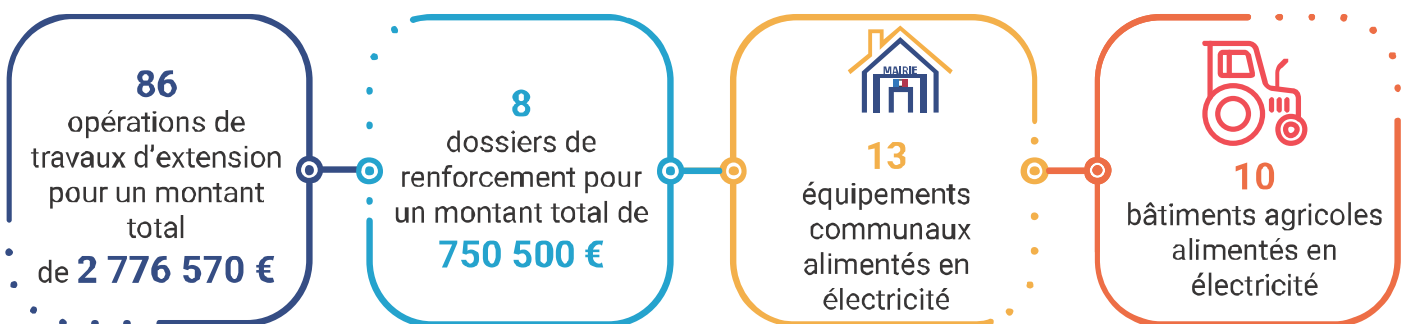 86
opérations de
travaux d'extension
pour un montant
total
de 2 776 570 €
8
dossiers de
renforcement pour
un montant total de
750 500 €
MAIRIE
13
équipements
communaux
alimentés en
électricité
10
bâtiments agricoles
alimentés en
électricité